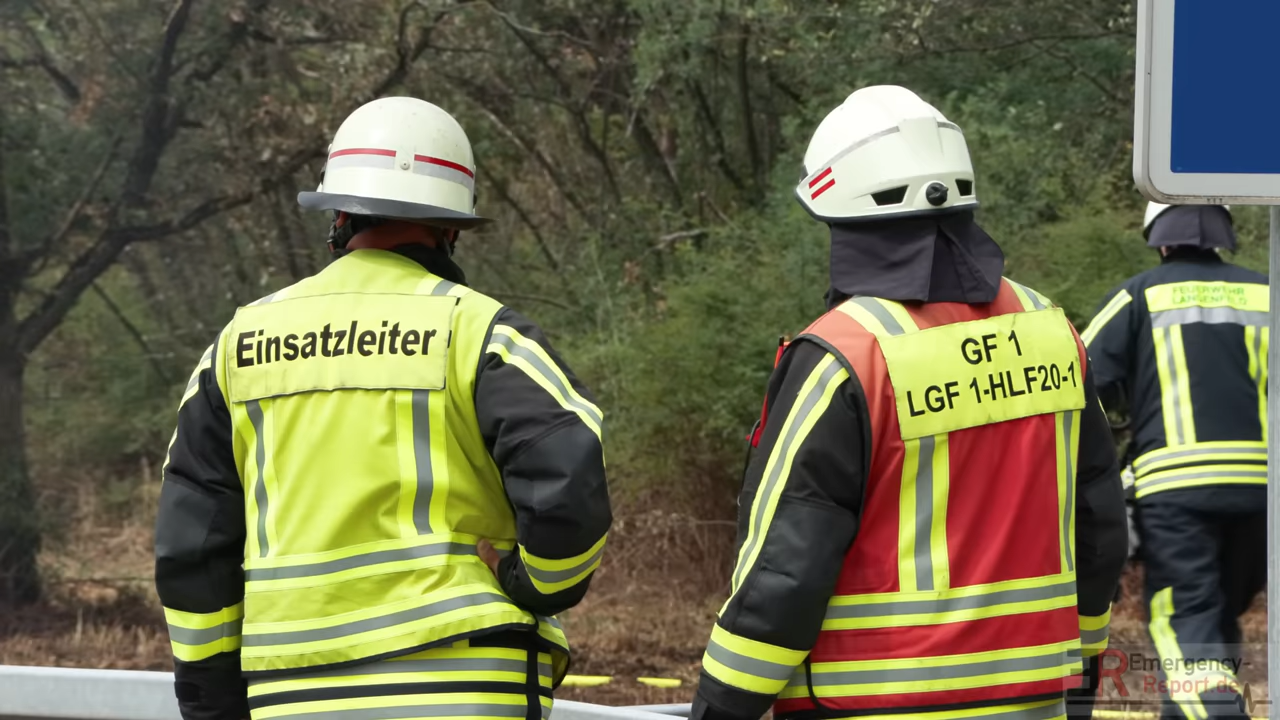 Einsatzleiter
GF 1
LGF 1-HLF20-1
FEUERWEHR
LANGENFELD
Emergency-
Report.de